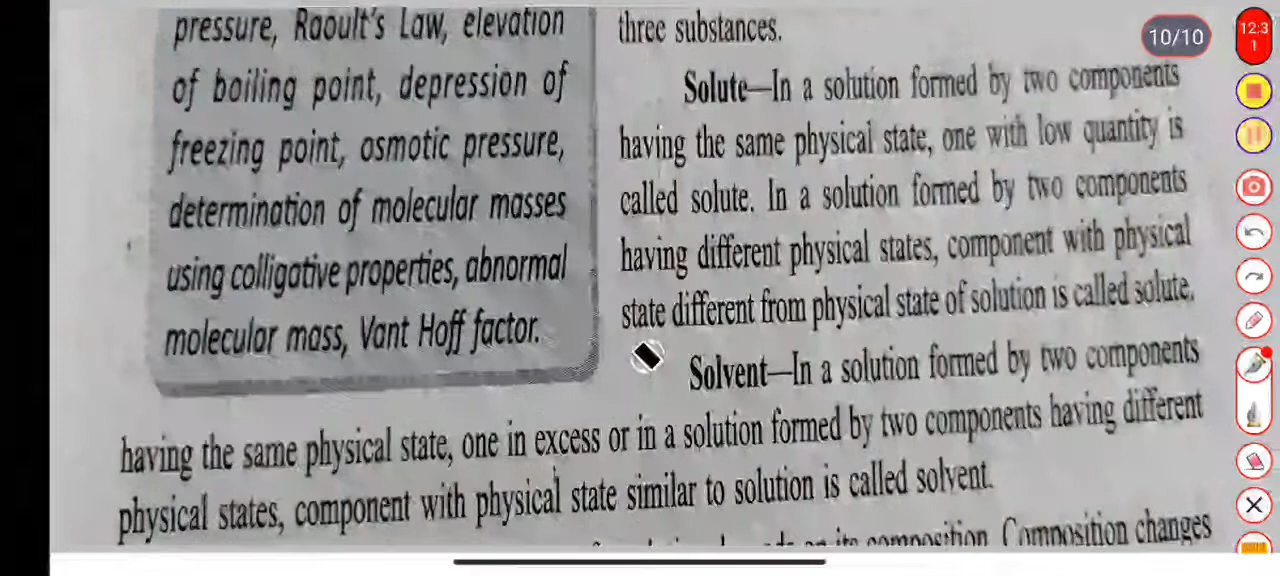 pressure, Raoult's Law, elevation
of boiling point, depression of
freezing point, osmotic pressure,
determination of molecular masses
using colligative properties, abnormal
molecular mass, Vant Hoff factor.
three substances.
Solute—In a solution formed by two components
having the same physical state, one with low quantity is
called solute. In a solution formed by two components
having different physical states, component with physical
state different from physical state of solution is called solute.
Solvent—In a solution formed by two components
having the same physical state, one in excess or in a solution formed by two components having different
physical states, component with physical state similar to solution is called solvent.
on its composition. Composition changes
10/10
12:3
1